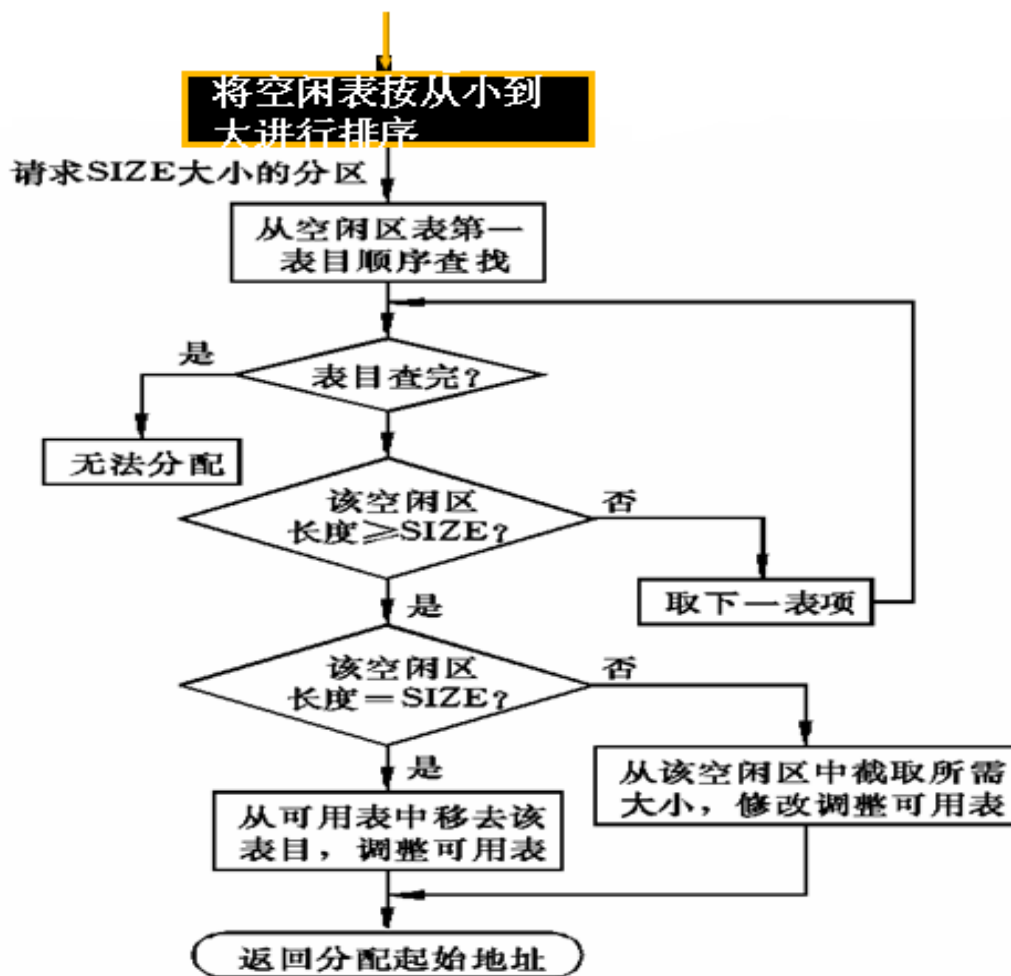 将空闲表按从小到
大进行排序
请求SIZE大小的分区
从空闲区表第一
表目顺序查找
是
表目查完?
无法分配
该空闲区
长度≥SIZE?
否
取下一表项
是
该空闲区
长度=SIZE?
否
是
从该空闲区中截取所需
大小，修改调整可用表
从可用表中移去该
表目，调整可用表
返回分配起始地址